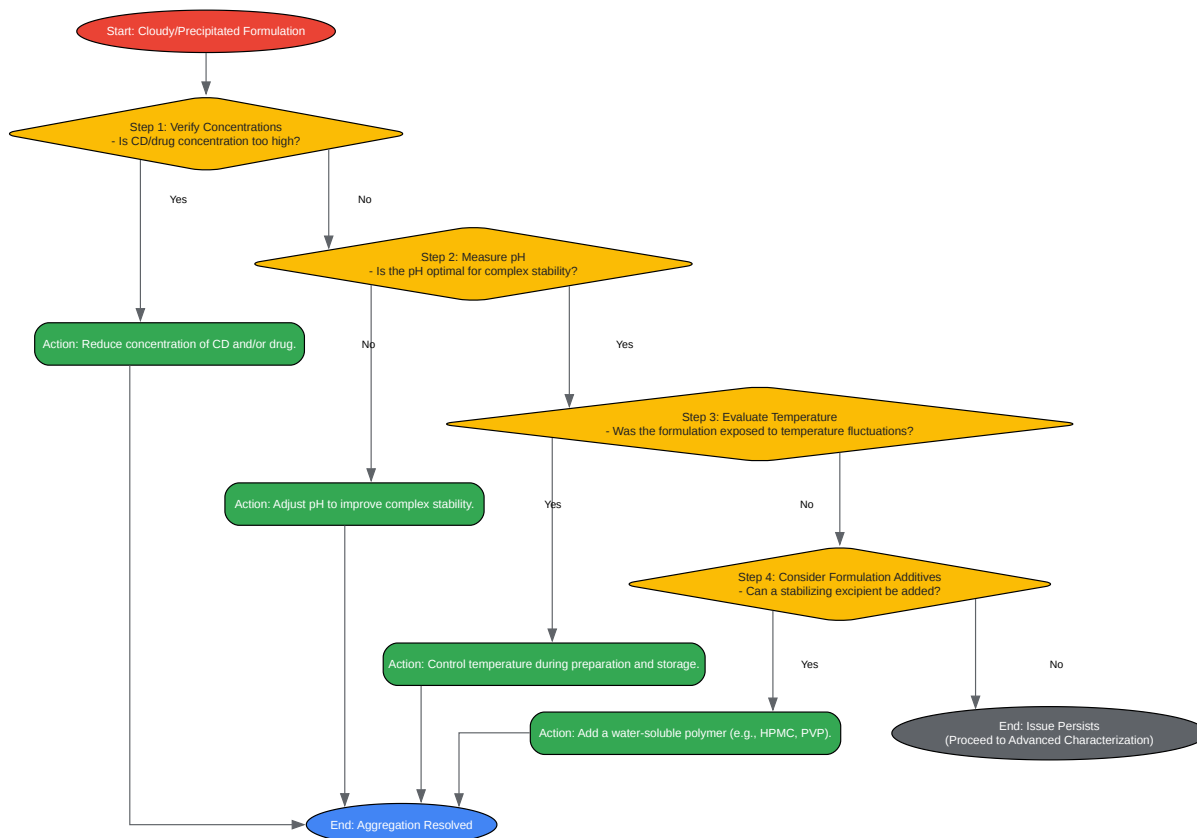 Start: Cloudy/Precipitated Formulation
Step 1: Verify Concentrations
- Is CD/drug concentration too high?
Yes
No
Step 2: Measure pH
- Is the pH optimal for complex stability?
Action: Reduce concentration of CD and/or drug.
No
Yes
Step 3: Evaluate Temperature
- Was the formulation exposed to temperature fluctuations?
Action: Adjust pH to improve complex stability.
Yes
No
Step 4: Consider Formulation Additives
- Can a stabilizing excipient be added?
Action: Control temperature during preparation and storage.
Yes
No
Action: Add a water-soluble polymer (e.g., HPMC, PVP).
End: Issue Persists
(Proceed to Advanced Characterization)
End: Aggregation Resolved